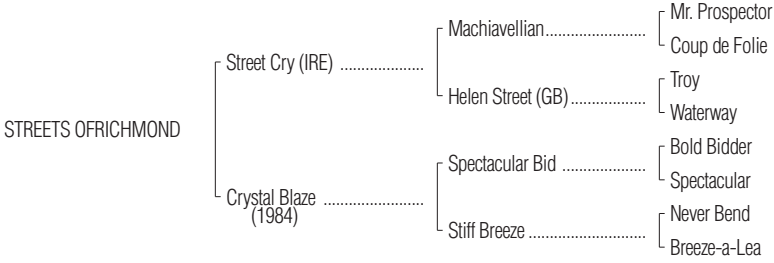 Mr. Prospector
Machiavellian........................
Coup de Folie
Street Cry (IRE) ....................
Troy
Helen Street (GB)..................
Waterway
STREETS OFRICHMOND
Bold Bidder
Spectacular Bid ....................
Spectacular
Crystal Blaze ........................
(1984)
Never Bend
Stiff Breeze ............................
Breeze-a-Lea